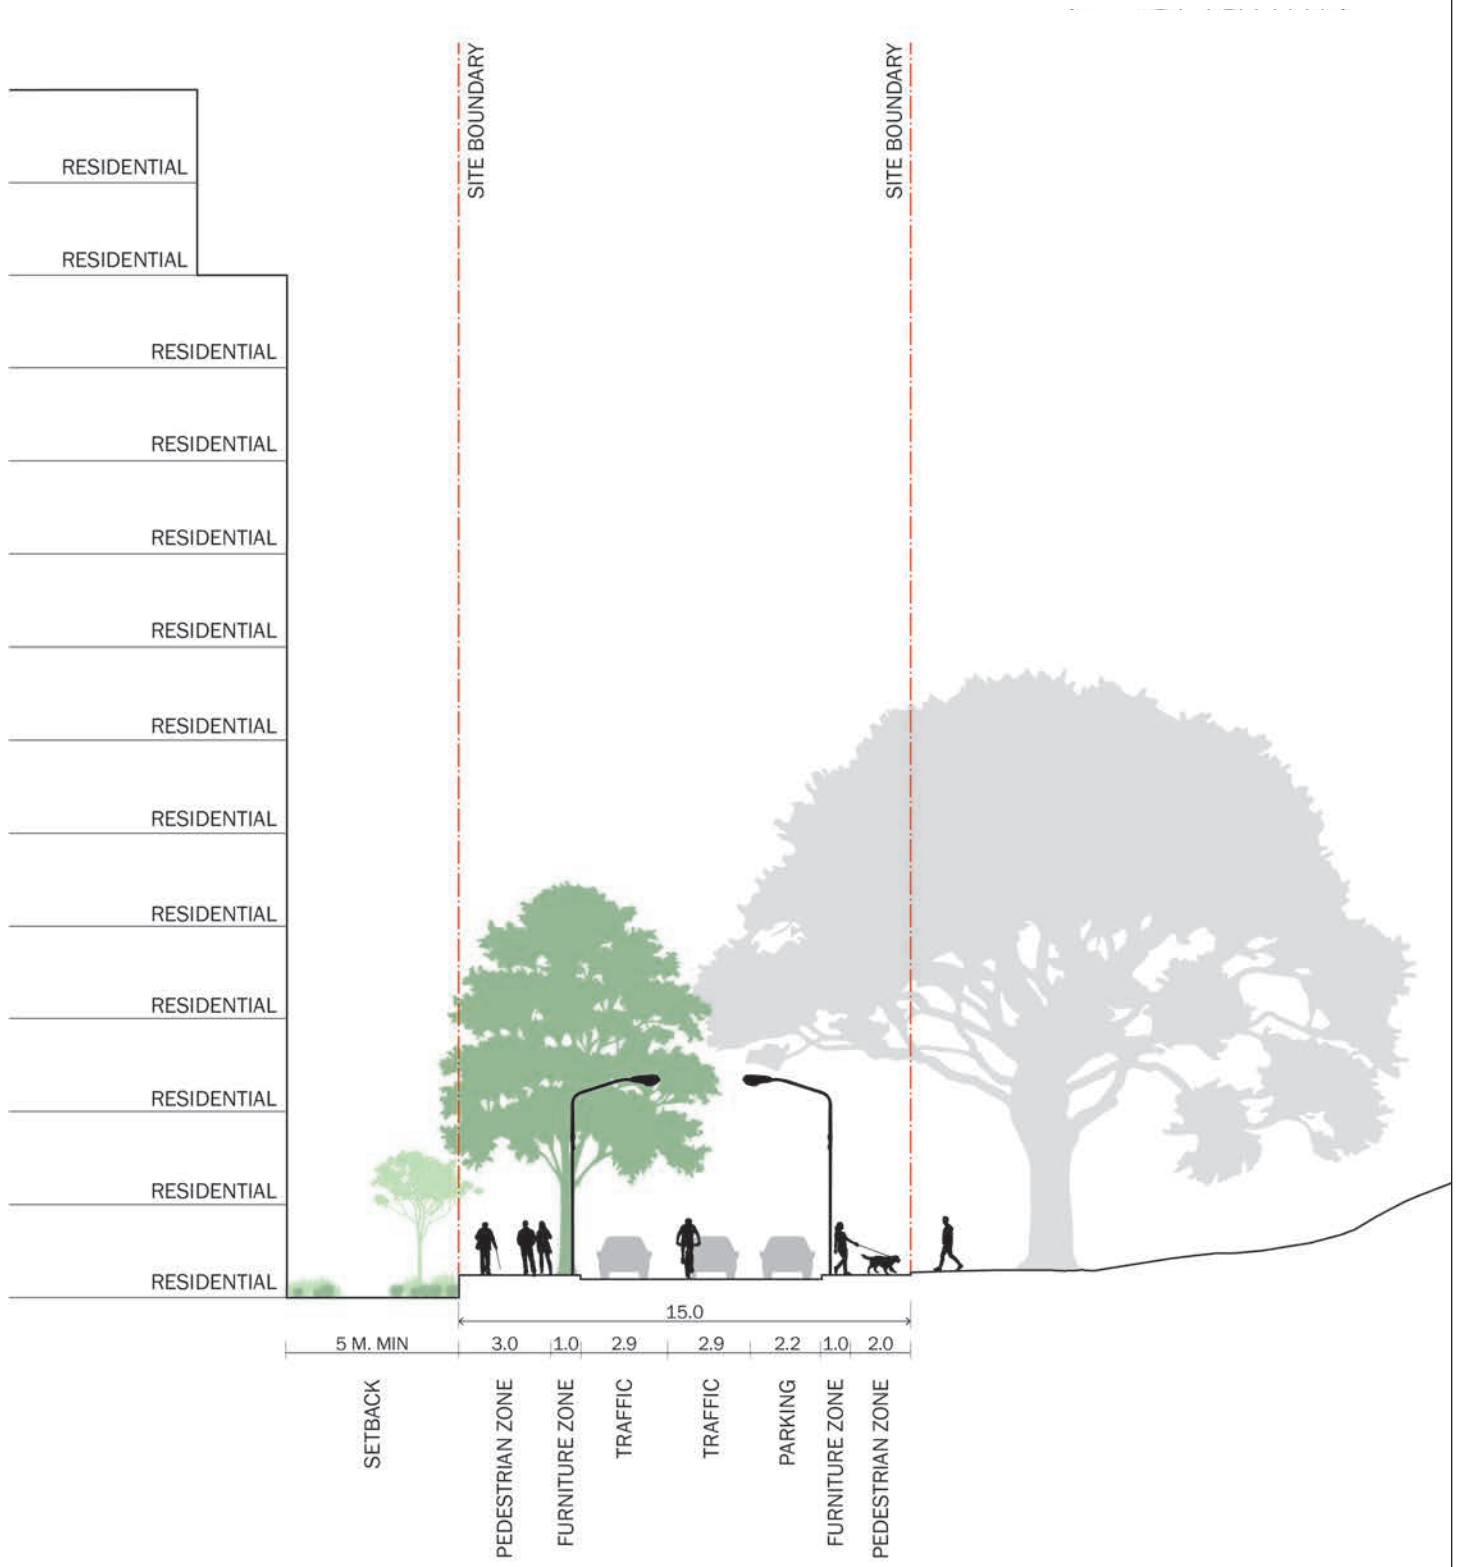 SITE BOUNDARY
SITE BOUNDARY
RESIDENTIAL
RESIDENTIAL
RESIDENTIAL
RESIDENTIAL
RESIDENTIAL
RESIDENTIAL
RESIDENTIAL
RESIDENTIAL
RESIDENTIAL
RESIDENTIAL
RESIDENTIAL
RESIDENTIAL
RESIDENTIAL
15.0
5 M. MIN
3.0
1.0
2.9
2.9
2.2
1.0
2.0
SETBACK
PEDESTRIAN ZONE
FURNITURE ZONE
TRAFFIC
TRAFFIC
PARKING
FURNITURE ZONE
PEDESTRIAN ZONE